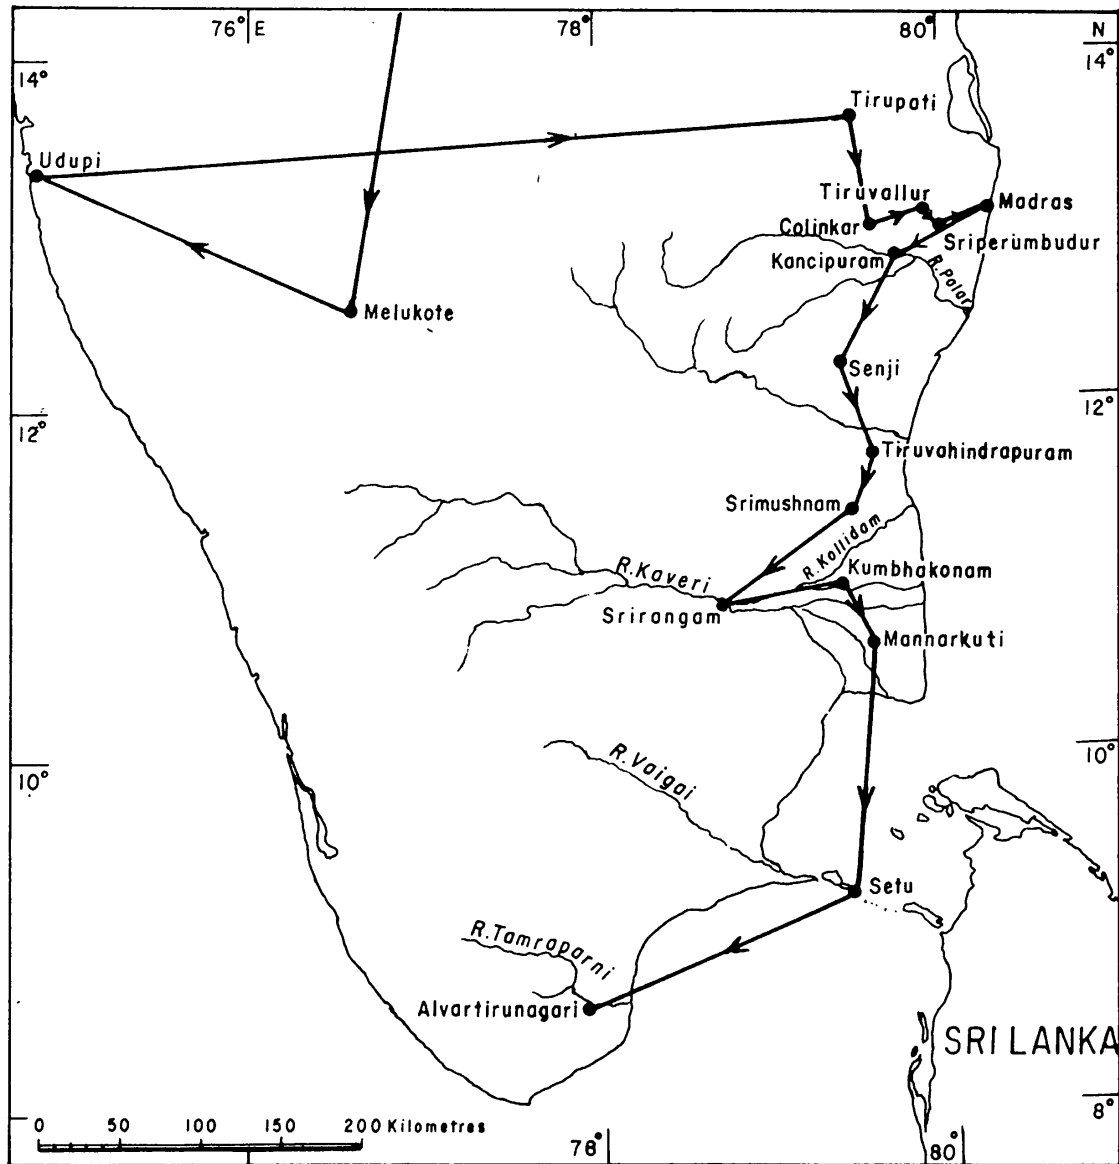 76° E
78°
80°
N
14°
14°
Tirupati
Udupi
Tiruvallur
Madras
Colinkar
Sriperumbudur
Kancipuram
R. Palar
Melukote
Senji
12°
12°
Tiruvahindrapuram
Srimushnam
R. Kollidam
R. Kaveri
Kumbhakonam
Srirangam
Mannarkuti
10°
10°
R. Vaigai
Setu
R. Tamraparni
Alvartirunagari
SRI LANKA
8°
0 50 100 150 200 Kilometres
78°
80°